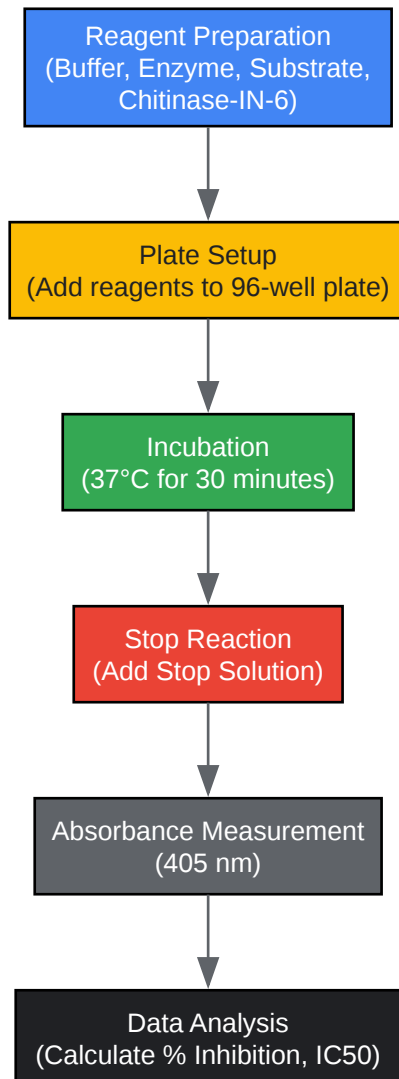 Reagent Preparation
(Buffer, Enzyme, Substrate,
Chitinase-IN-6)
Plate Setup
(Add reagents to 96-well plate)
Incubation
(37°C for 30 minutes)
Stop Reaction
(Add Stop Solution)
Absorbance Measurement
(405 nm)
Data Analysis
(Calculate % Inhibition, IC50)